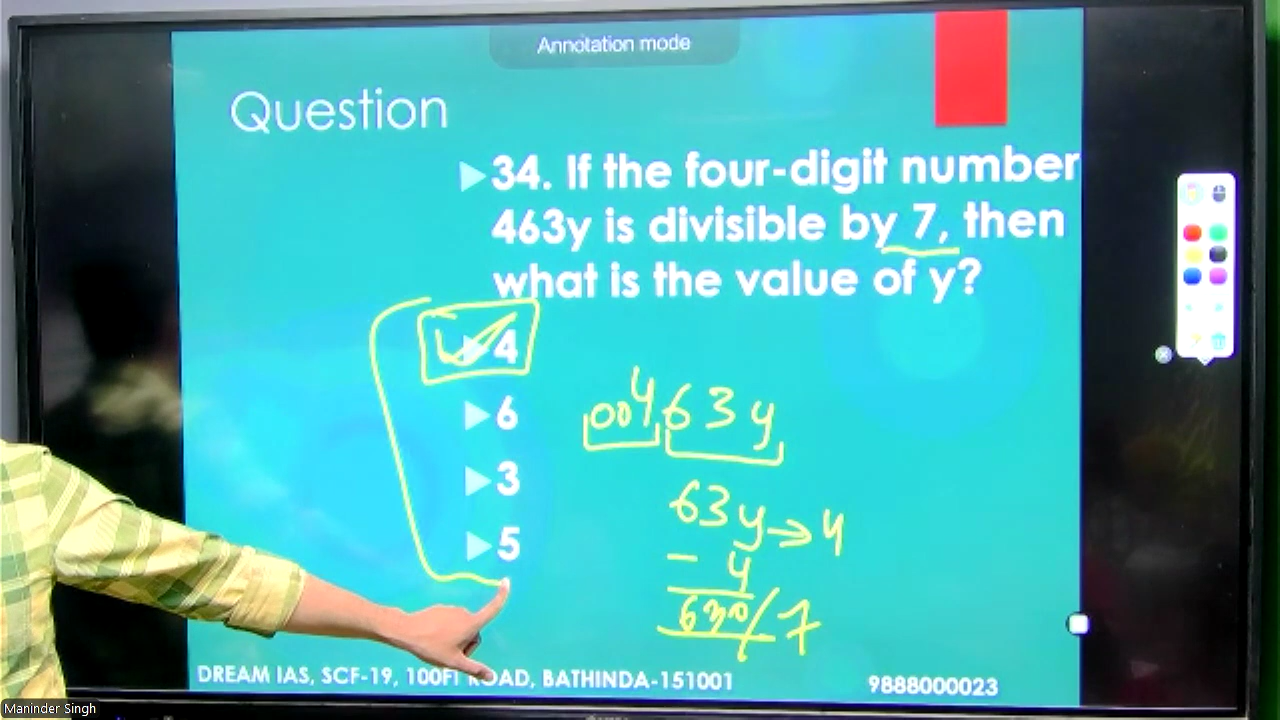 Annotation mode
Question
34. If the four-digit number
463y is divisible by 7, then
what is the value of y?
4
6
3
5
004 63y
63y → 4
- 4
630/7
DREAM IAS, SCF-19, 100FT ROAD, BATHINDA-151001
9888000023
Maninder Singh